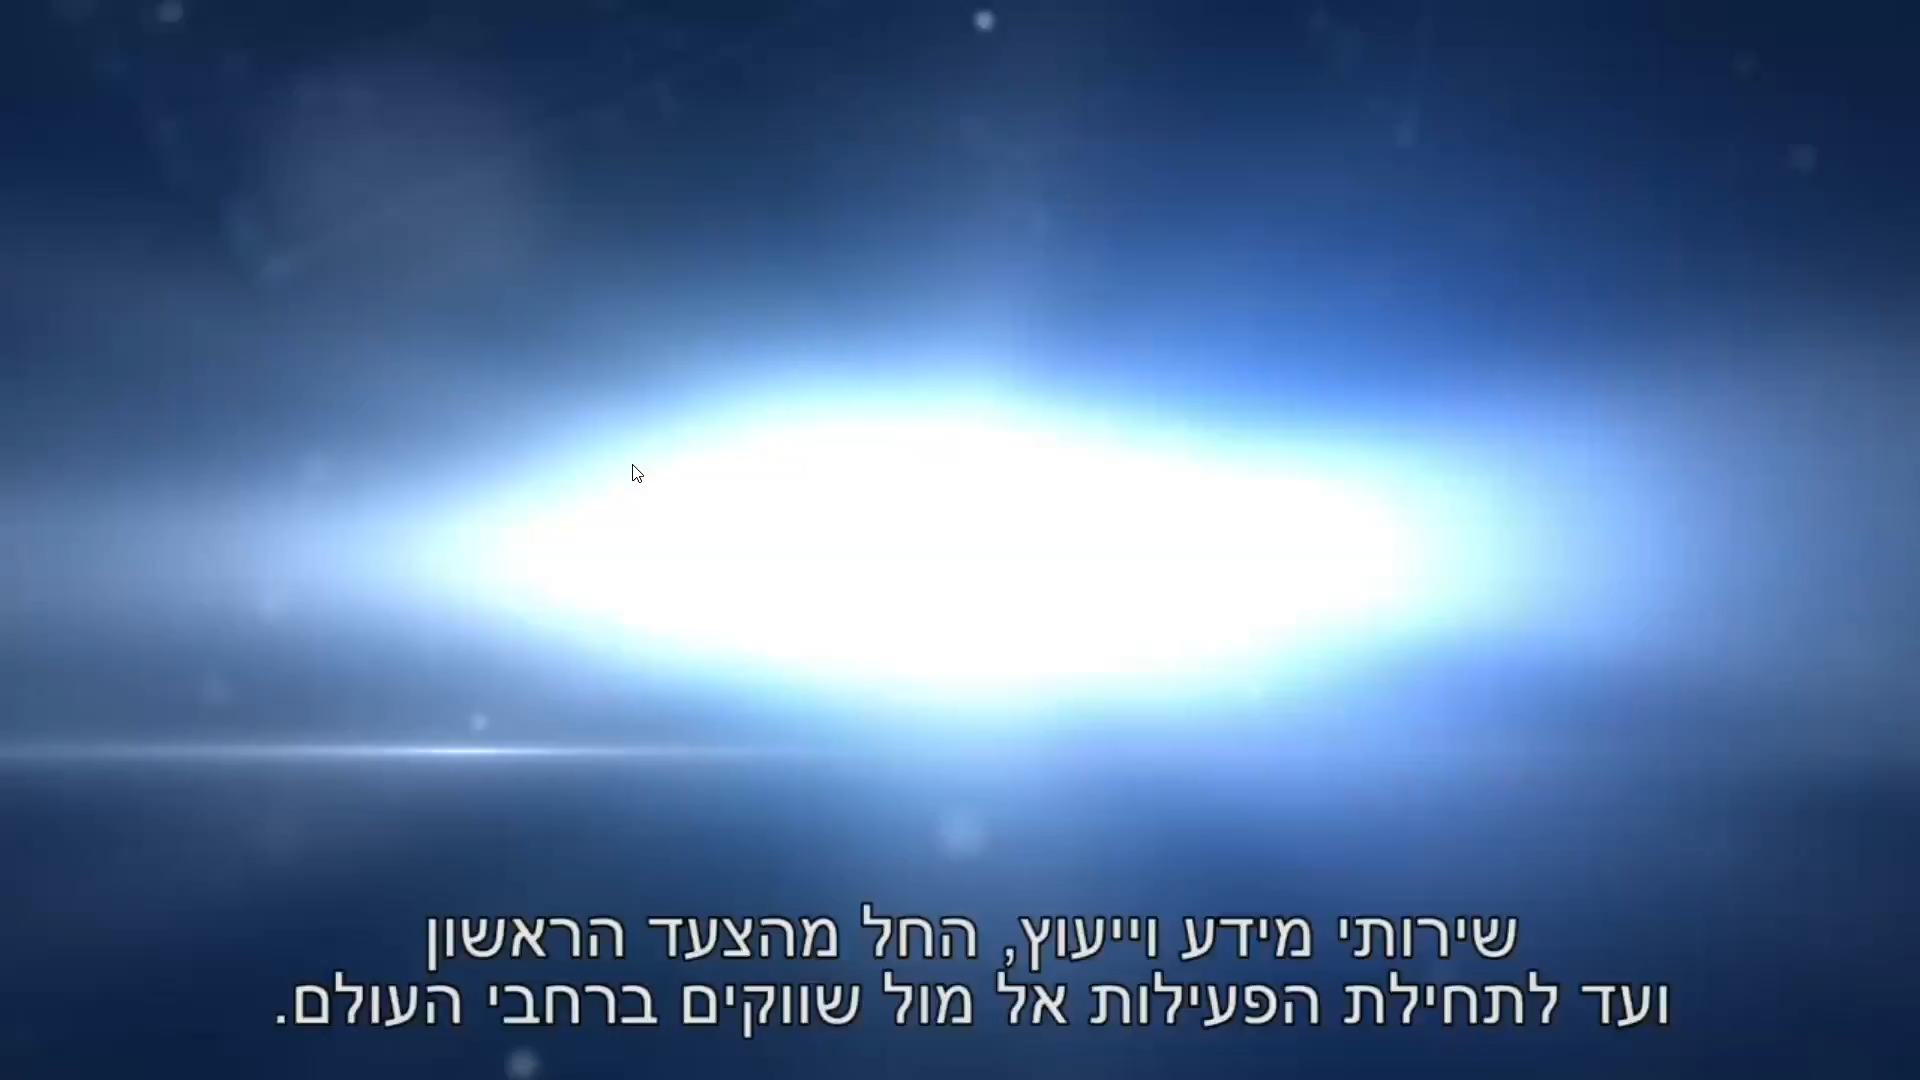 שירותי מידע וייעוץ, החל מהצעד הראשון
ועד לתחילת הפעילות אל מול שווקים ברחבי העולם.